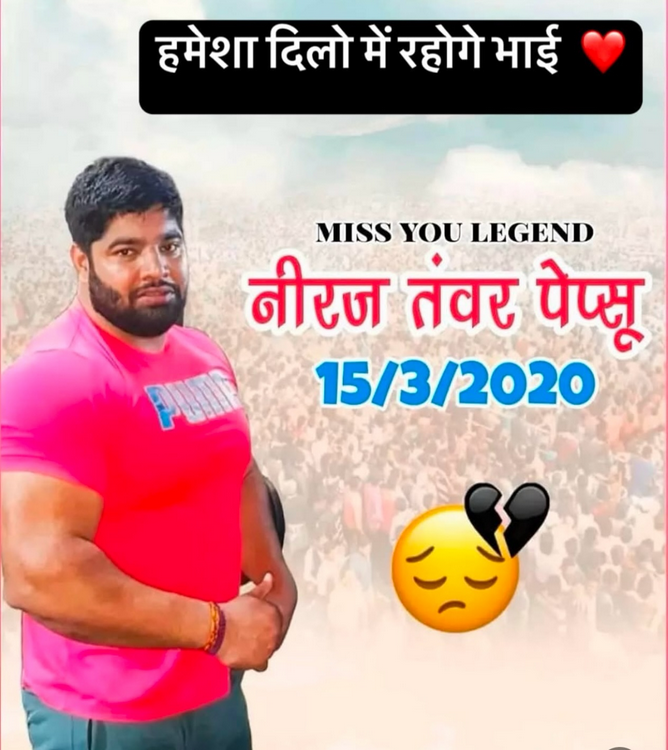 हमेशा दिलो में रहोगे भाई ❤️
MISS YOU LEGEND
नीरज तंवर पेप्सू
15/3/2020
PUMA